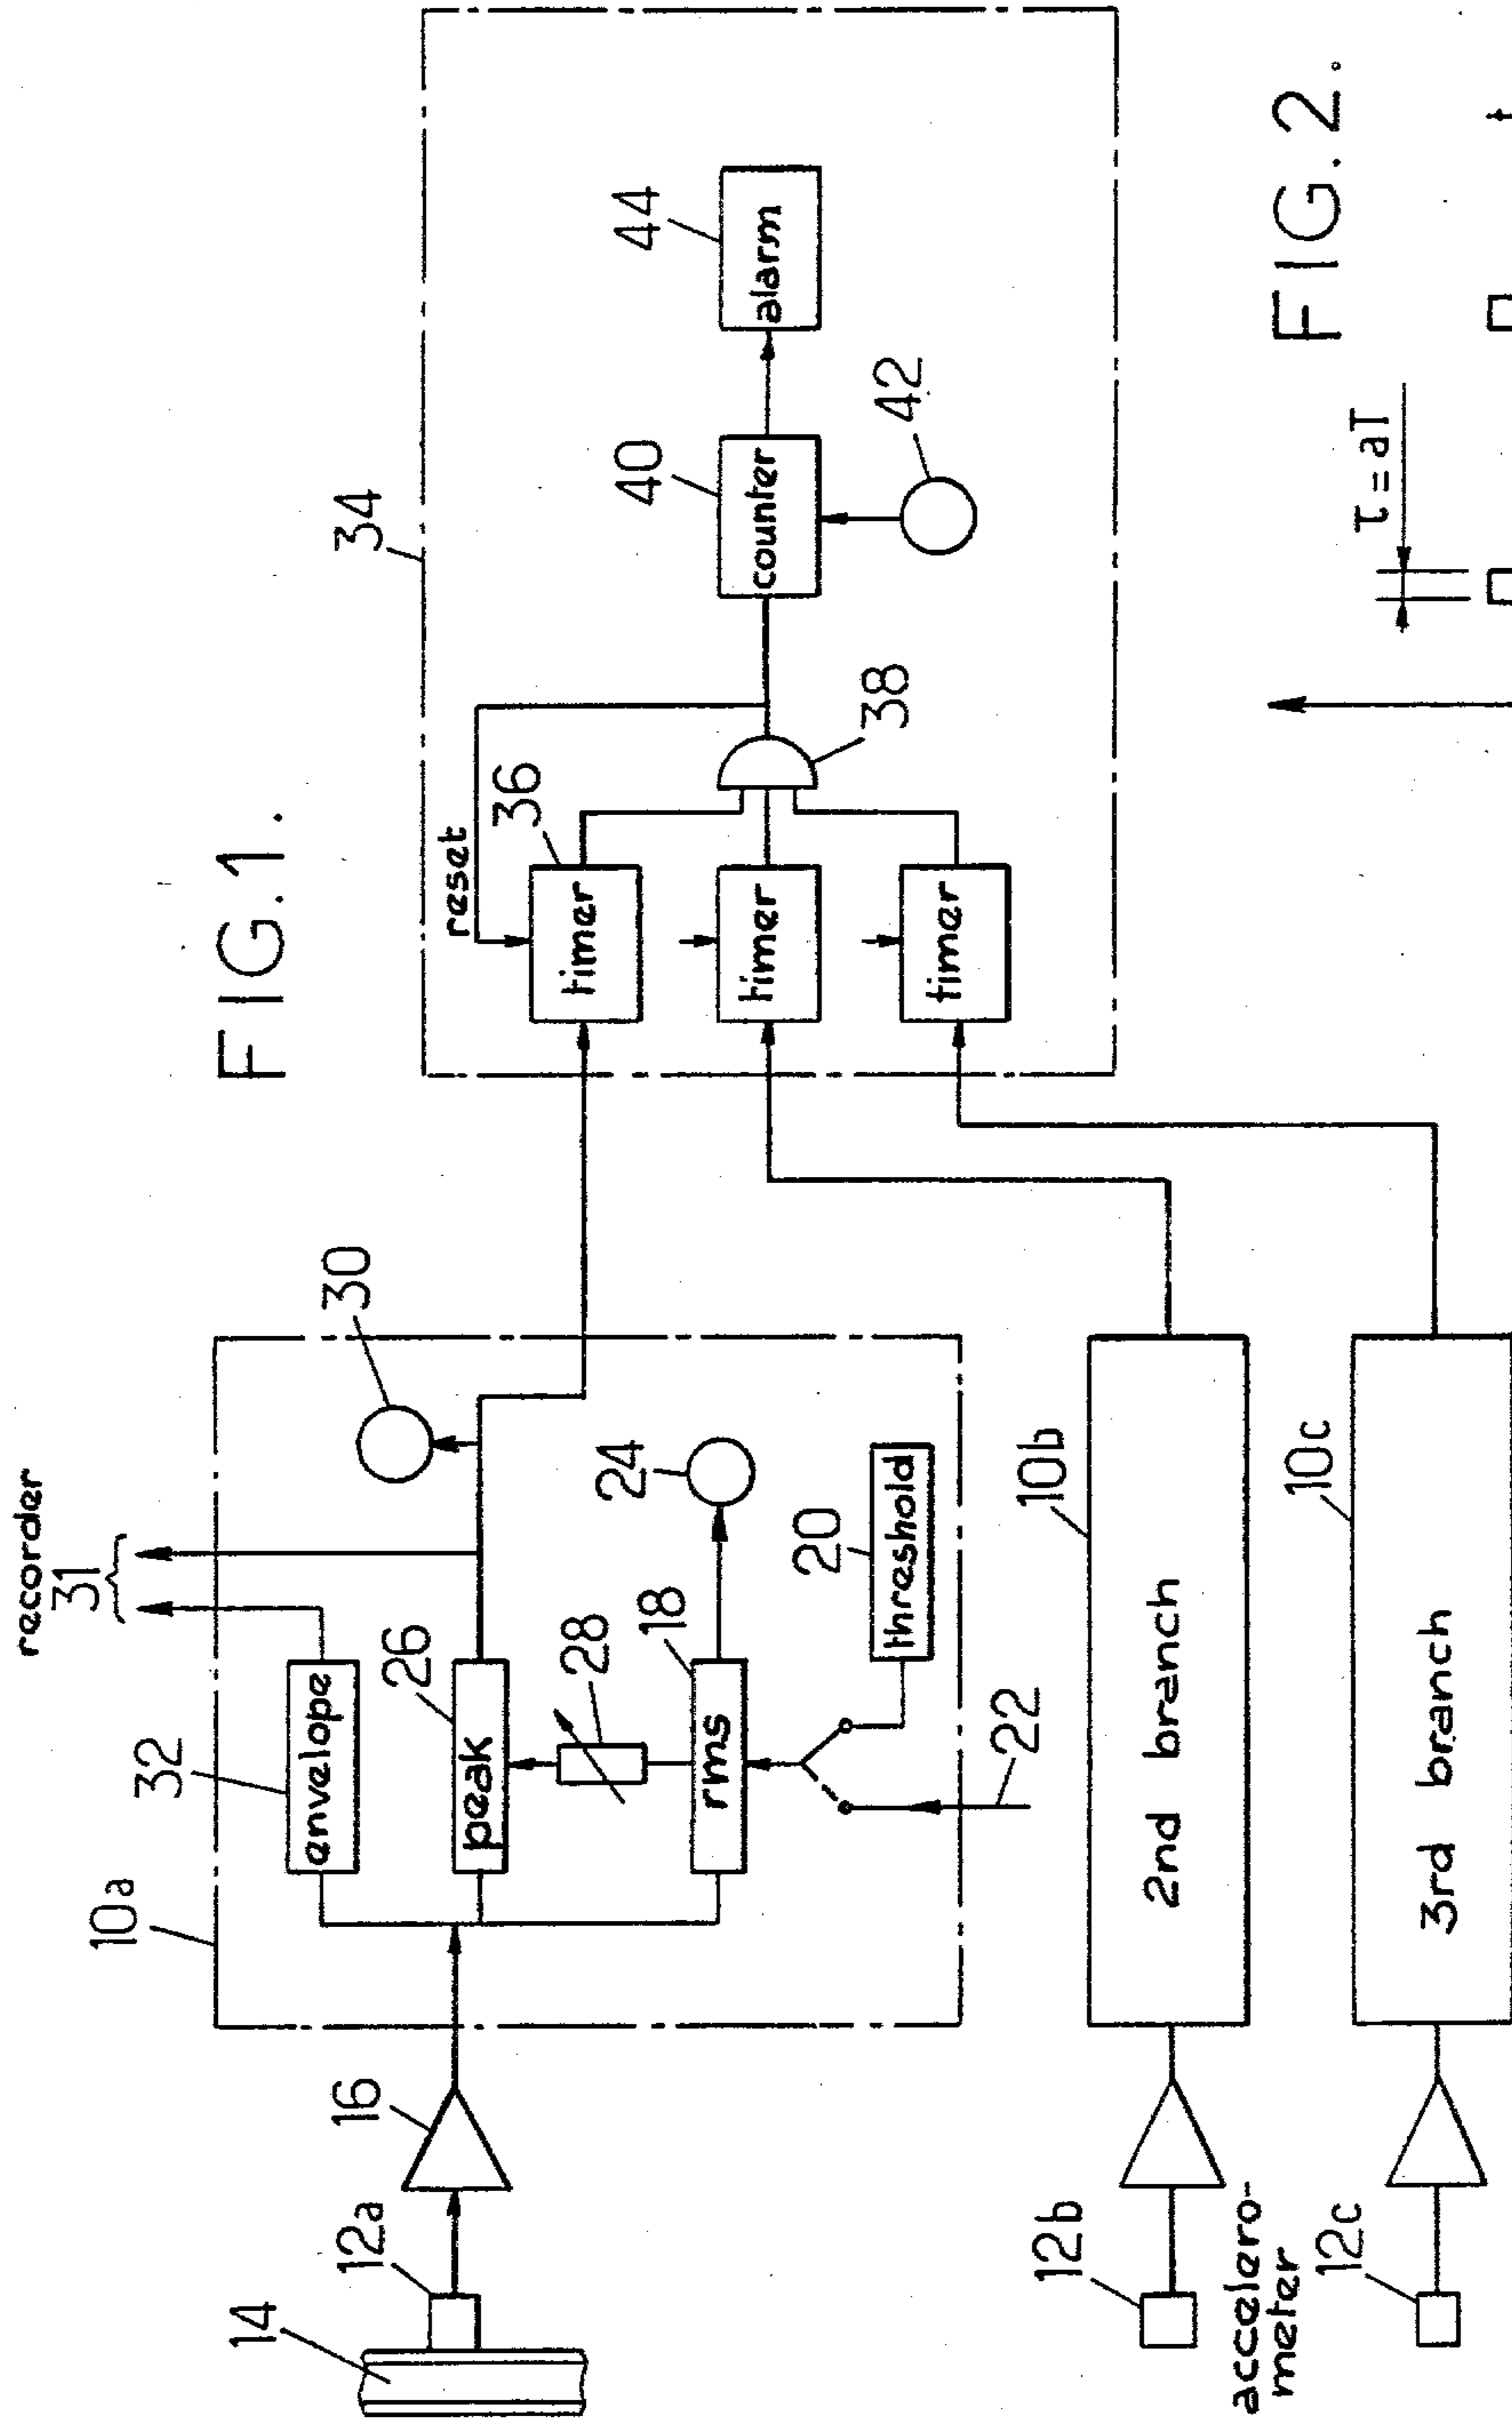 FIG. 1.
recorder
31
30
32
envelope
10a
26
peak
28
24
18
rms
20
threshold
22
16
12a
14
34
reset
36
timer
timer
timer
38
40
counter
42
44
alarm
10b
2nd branch
12b
accelero-
meter
10c
3rd branch
12c
FIG. 2.
τ = aT
t